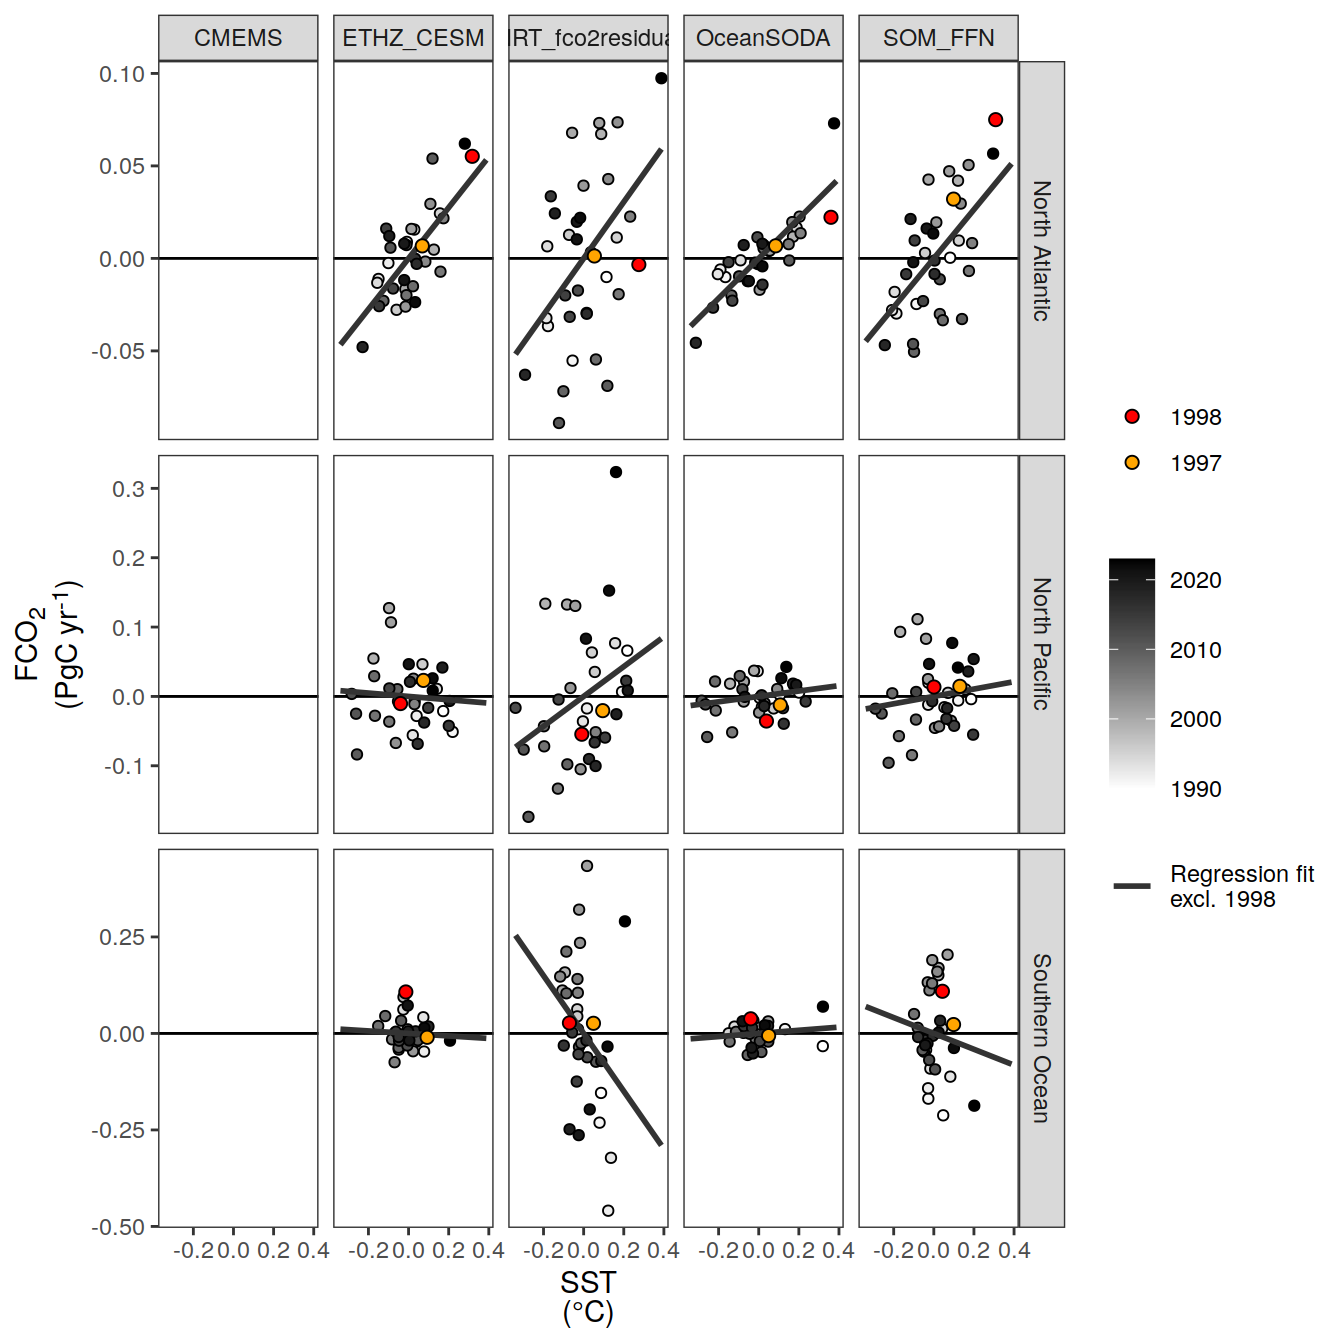 CMEMS ETHZ_CESM IRT_fco2residua OceanSODA SOM_FFN
0.10
0.05
0.00
-0.05
North Atlantic
0.3
0.2
0.1
0.0
-0.1
North Pacific
0.25
0.00
-0.25
-0.50
Southern Ocean
-0.2 0.0 0.2 0.4 -0.2 0.0 0.2 0.4 -0.2 0.0 0.2 0.4 -0.2 0.0 0.2 0.4 -0.2 0.0 0.2 0.4
SST
(°C)
FCO₂
(PgC yr⁻¹)
1998
1997
2020
2010
2000
1990
Regression fit
excl. 1998